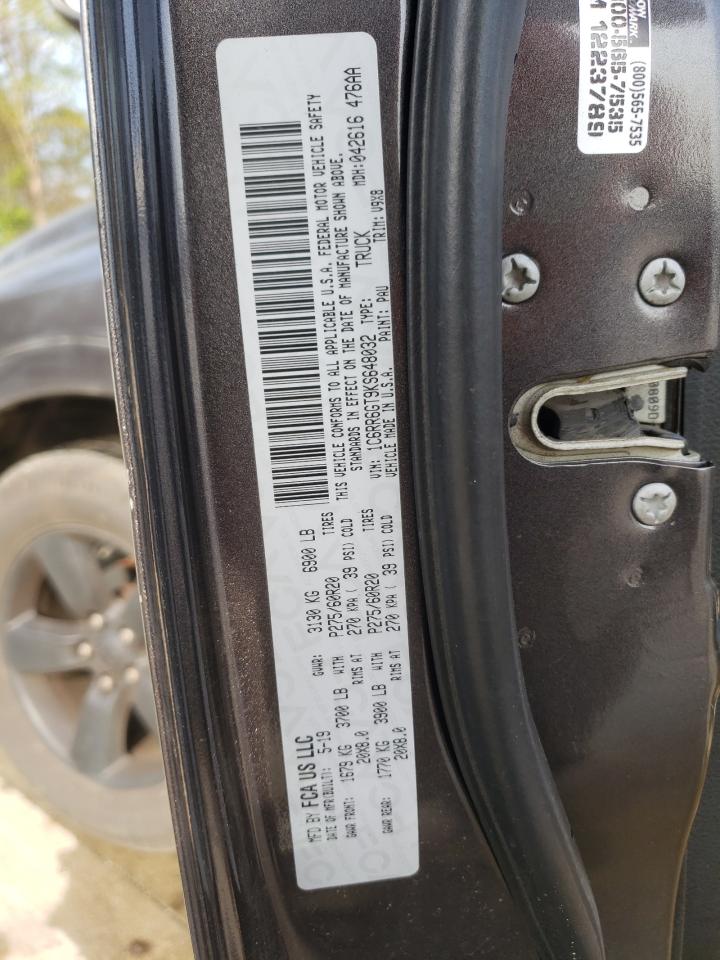 MFD BY FCA US LLC
DATE OF MFR(BUILT): 5-19 GVWR: 3130 KG 6900 LB
GAWR FRONT: 1679 KG 3700 LB WITH P275/60R20 TIRES
20X8.0 RIMS AT 270 KPA ( 39 PSI) COLD
GAWR REAR: 1770 KG 3900 LB WITH P275/60R20 TIRES
20X8.0 RIMS AT 270 KPA ( 39 PSI) COLD
THIS VEHICLE CONFORMS TO ALL APPLICABLE U.S.A. FEDERAL MOTOR VEHICLE SAFETY
STANDARDS IN EFFECT ON THE DATE OF MANUFACTURE SHOWN ABOVE.
VIN: 1C6RR6GT9KS648032 TYPE: TRUCK MDH:042616 476AA
VEHICLE MADE IN U.S.A. PAINT: PAU TRIM: V9X8
MARK
(800)565-7535
1223789